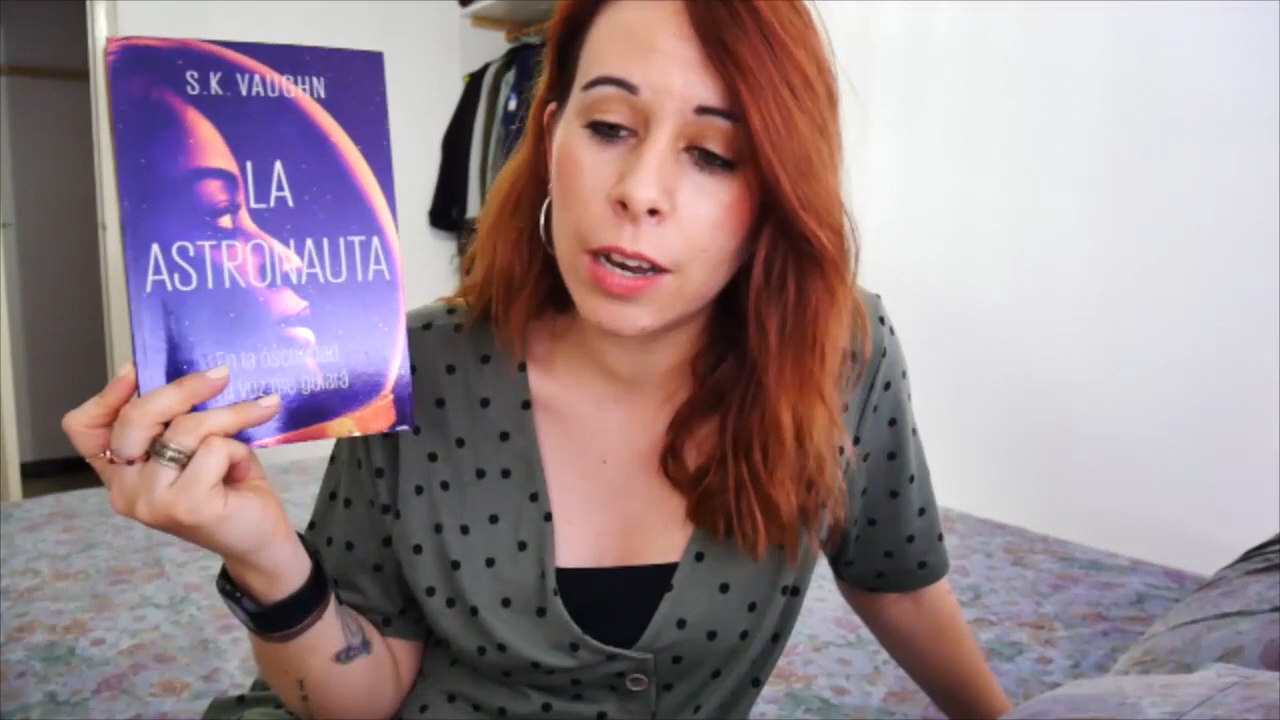 S.K. VAUGHN
LA
ASTRONAUTA
En la oscuridad
voz me guiará